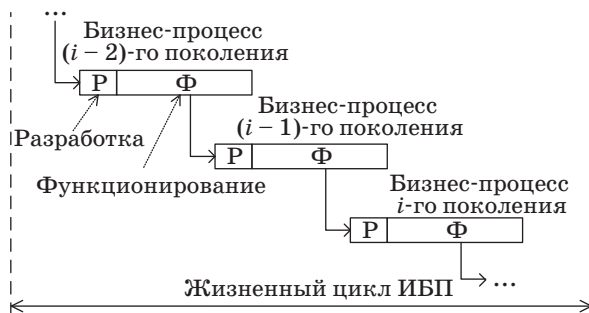 ...
Бизнес-процесс
(i − 2)-го поколения
Р Ф
Разработка
Бизнес-процесс
(i − 1)-го поколения
Р Ф
Функционирование
Бизнес-процесс
i-го поколения
Р Ф
...
Жизненный цикл ИБП